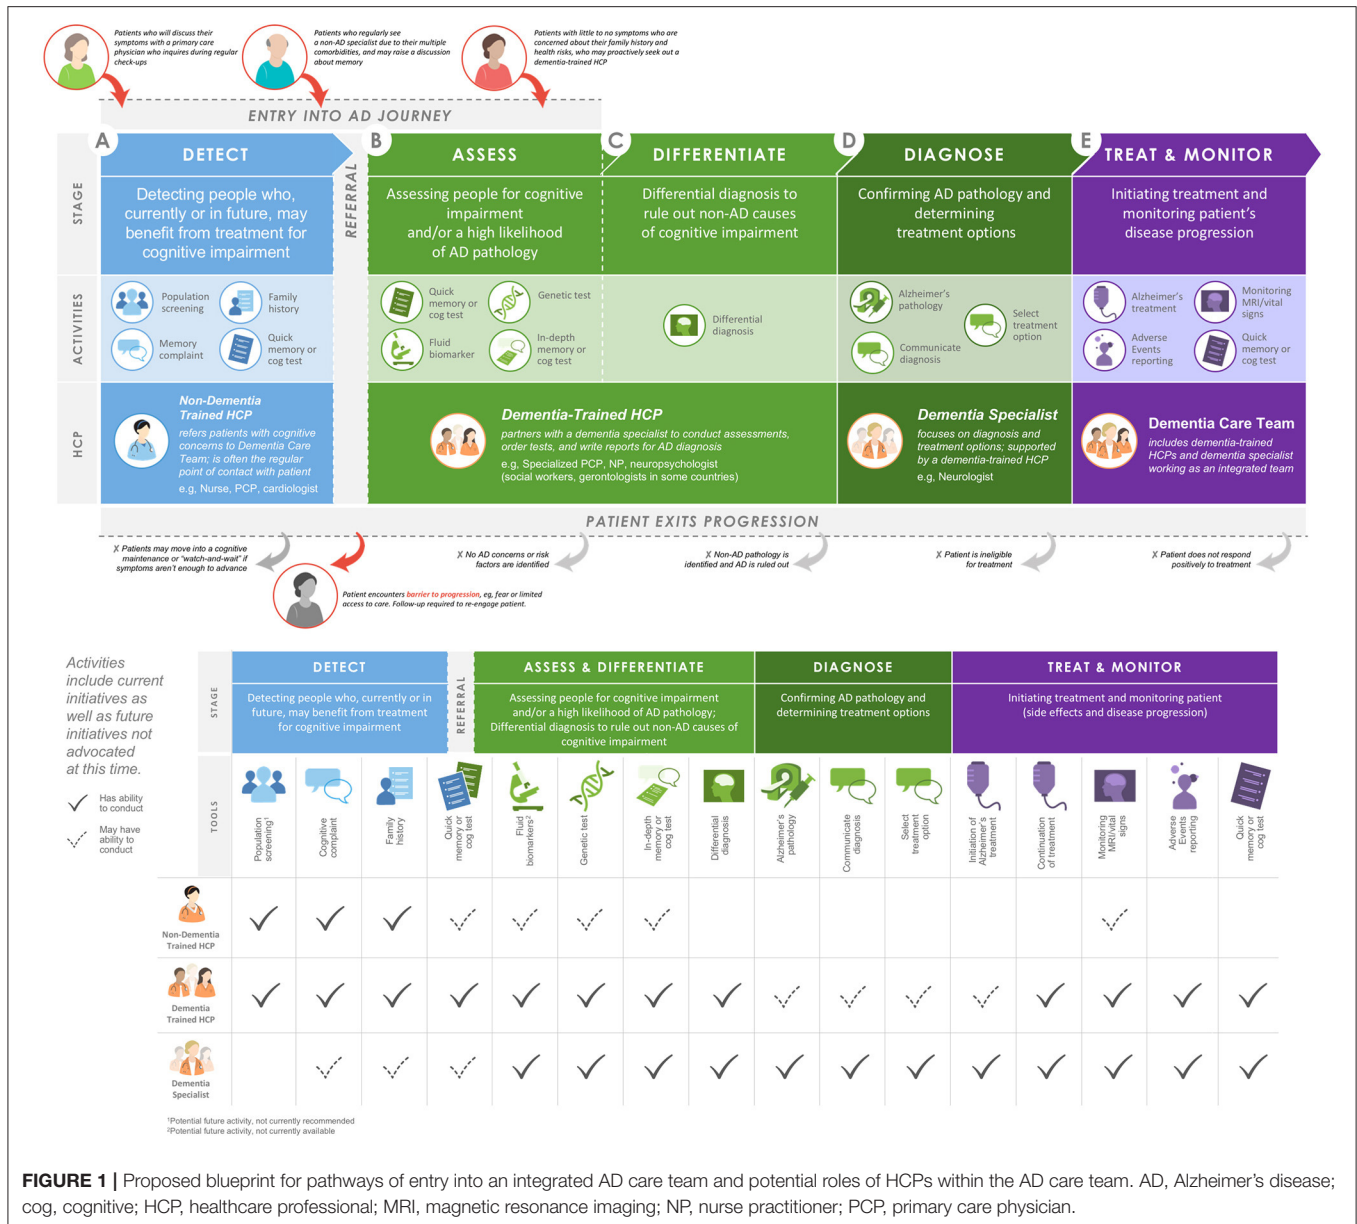 Patients who will discuss their
symptoms with a primary care
physician who inquires during regular
check-ups
Patients who regularly see
a non-AD specialist due to their multiple
comorbidities, and may raise a discussion
about memory
Patients with little to no symptoms who are
concerned about their family history and
health risks, who may proactively seek out a
dementia-trained HCP
ENTRY INTO AD JOURNEY
STAGE
A
DETECT
Detecting people who,
currently or in future, may
benefit from treatment for
cognitive impairment
REFERRAL
B
ASSESS
Assessing people for cognitive
impairment
and/or a high likelihood
of AD pathology
C
DIFFERENTIATE
Differential diagnosis to
rule out non-AD causes
of cognitive impairment
D
DIAGNOSE
Confirming AD pathology and
determining
treatment options
E
TREAT & MONITOR
Initiating treatment and
monitoring patient's
disease progression
ACTIVITIES
Population
screening
Family
history
Memory
complaint
Quick
memory or
cog test
Quick
memory or
cog test
Genetic test
Fluid
biomarker
In-depth
memory or
cog test
Differential
diagnosis
Alzheimer's
pathology
Select
treatment
option
Communicate
diagnosis
Alzheimer's
treatment
Monitoring
MRI/vital
signs
Adverse
Events
reporting
Quick
memory or
cog test
HCP
Non-Dementia
Trained HCP
refers patients with cognitive
concerns to Dementia Care
Team; is often the regular
point of contact with patient
e.g, Nurse, PCP, cardiologist
Dementia-Trained HCP
partners with a dementia specialist to conduct assessments,
order tests, and write reports for AD diagnosis
e.g, Specialized PCP, NP, neuropsychologist
(social workers, gerontologists in some countries)
Dementia Specialist
focuses on diagnosis and
treatment options; supported
by a dementia-trained HCP
e.g, Neurologist
Dementia Care Team
includes dementia-trained
HCPs and dementia specialist
working as an integrated team
PATIENT EXITS PROGRESSION
✗ Patients may move into a cognitive
maintenance or "watch-and-wait" if
symptoms aren't enough to advance
✗ No AD concerns or risk
factors are identified
✗ Non-AD pathology is
identified and AD is ruled out
✗ Patient is ineligible
for treatment
✗ Patient does not respond
positively to treatment
Patient encounters barrier to progression, eg, fear or limited
access to care. Follow-up required to re-engage patient.
Activities
include current
initiatives as
well as future
initiatives not
advocated
at this time.
Has ability
to conduct
May have
ability to
conduct
STAGE
DETECT
Detecting people who, currently or in
future, may benefit from treatment
for cognitive impairment
REFERRAL
ASSESS & DIFFERENTIATE
Assessing people for cognitive impairment
and/or a high likelihood of AD pathology;
Differential diagnosis to rule out non-AD causes of
cognitive impairment
DIAGNOSE
Confirming AD pathology and
determining treatment options
TREAT & MONITOR
Initiating treatment and monitoring patient
(side effects and disease progression)
TOOLS
Population
screening¹
Cognitive
complaint
Family
history
Quick
memory or
cog test
Fluid
biomarkers²
Genetic test
In-depth
memory or
cog test
Differential
diagnosis
Alzheimer's
pathology
Communicate
diagnosis
Select
treatment
option
Initiation of
Alzheimer's
treatment
Continuation
of treatment
Monitoring
MRI/vital
signs
Adverse
Events
reporting
Quick
memory or
cog test
Non-Dementia
Trained HCP
Dementia
Trained HCP
Dementia
Specialist
¹Potential future activity, not currently recommended
²Potential future activity, not currently available
FIGURE 1 | Proposed blueprint for pathways of entry into an integrated AD care team and potential roles of HCPs within the AD care team. AD, Alzheimer's disease;
cog, cognitive; HCP, healthcare professional; MRI, magnetic resonance imaging; NP, nurse practitioner; PCP, primary care physician.